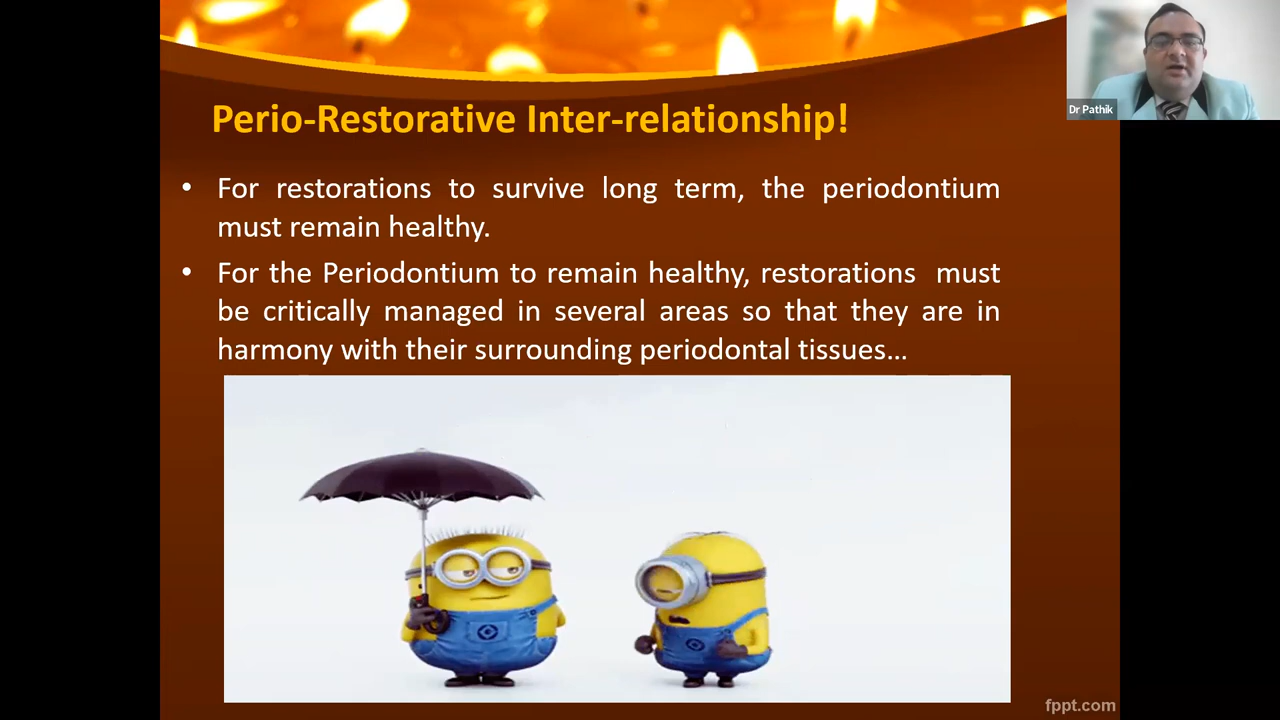 Perio-Restorative Inter-relationship!
• For restorations to survive long term, the periodontium
must remain healthy.
• For the Periodontium to remain healthy, restorations must
be critically managed in several areas so that they are in
harmony with their surrounding periodontal tissues...
Dr Pathik
fppt.com